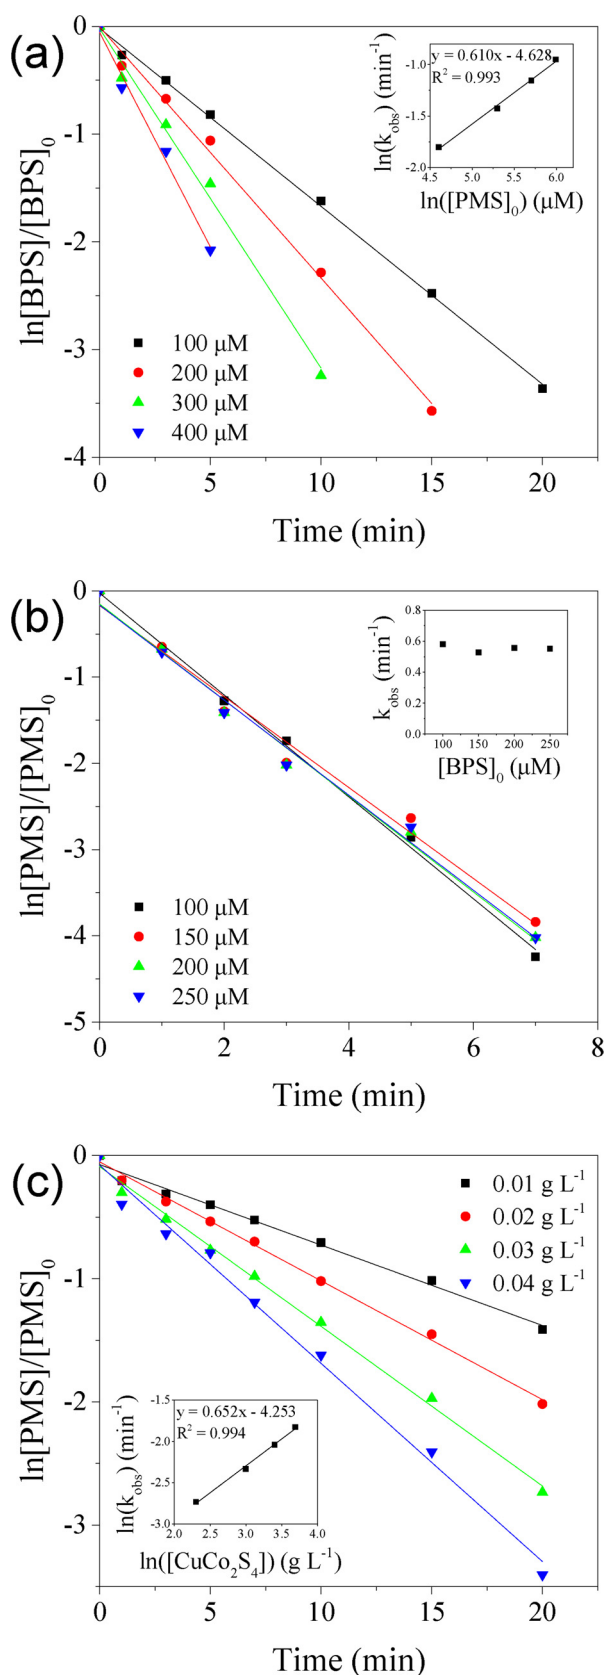 (a)
0
-1
-2
-3
-4
ln[BPS]/[BPS]₀
y = 0.610x - 4.628
R² = 0.993
-1.0
-1.5
-2.0
ln(k_obs) (min⁻¹)
4.5 5.0 5.5 6.0
ln([PMS]₀) (μM)
100 μM
200 μM
300 μM
400 μM
0 5 10 15 20
Time (min)
(b)
0
-1
-2
-3
-4
-5
ln[PMS]/[PMS]₀
0.8
0.6
0.4
0.2
0.0
k_obs (min⁻¹)
100 150 200 250
[BPS]₀ (μM)
100 μM
150 μM
200 μM
250 μM
0 2 4 6 8
Time (min)
(c)
0
-1
-2
-3
ln[PMS]/[PMS]₀
0.01 g L⁻¹
0.02 g L⁻¹
0.03 g L⁻¹
0.04 g L⁻¹
y = 0.652x - 4.253
R² = 0.994
-1.5
-2.0
-2.5
-3.0
ln(k_obs) (min⁻¹)
2.0 2.5 3.0 3.5 4.0
ln([CuCo₂S₄]) (g L⁻¹)
0 5 10 15 20
Time (min)